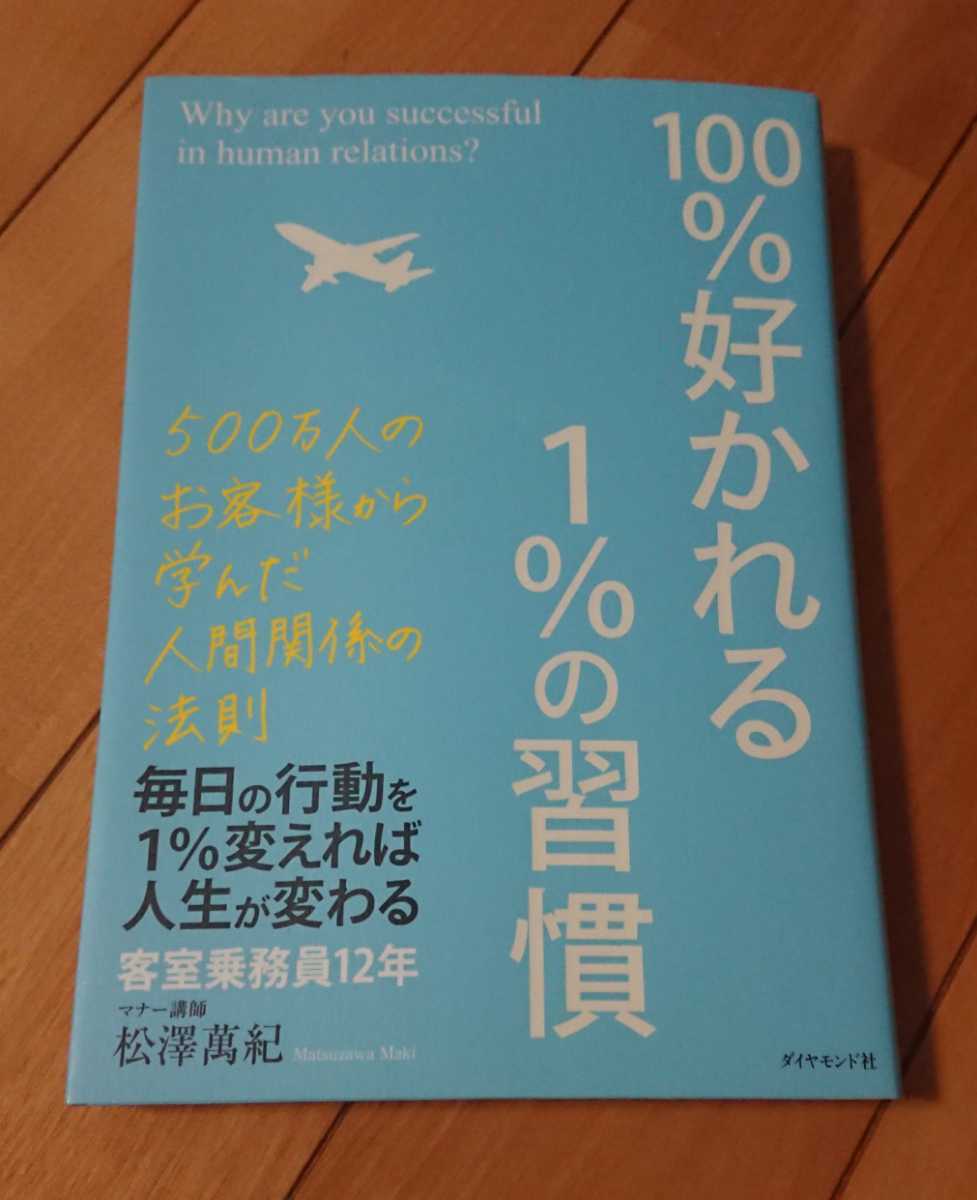 Why are you successful
in human relations?
100%好かれる
1%の習慣
500万人の
お客様から
学んだ
人間関係の
法則
毎日の行動を
1%変えれば
人生が変わる
客室乗務員12年
マナー講師
松澤萬紀 Matsuzawa Maki
ダイヤモンド社